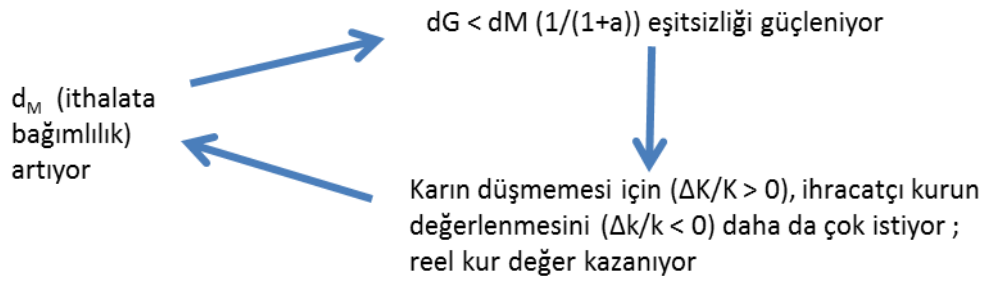 dG < dM (1/(1+a)) eşitsizliği güçleniyor
dM (ithalata
bağımlılık)
artıyor
Karın düşmemesi için (ΔK/K > 0), ihracatçı kurun
değerlenmesini (Δk/k < 0) daha da çok istiyor ;
reel kur değer kazanıyor